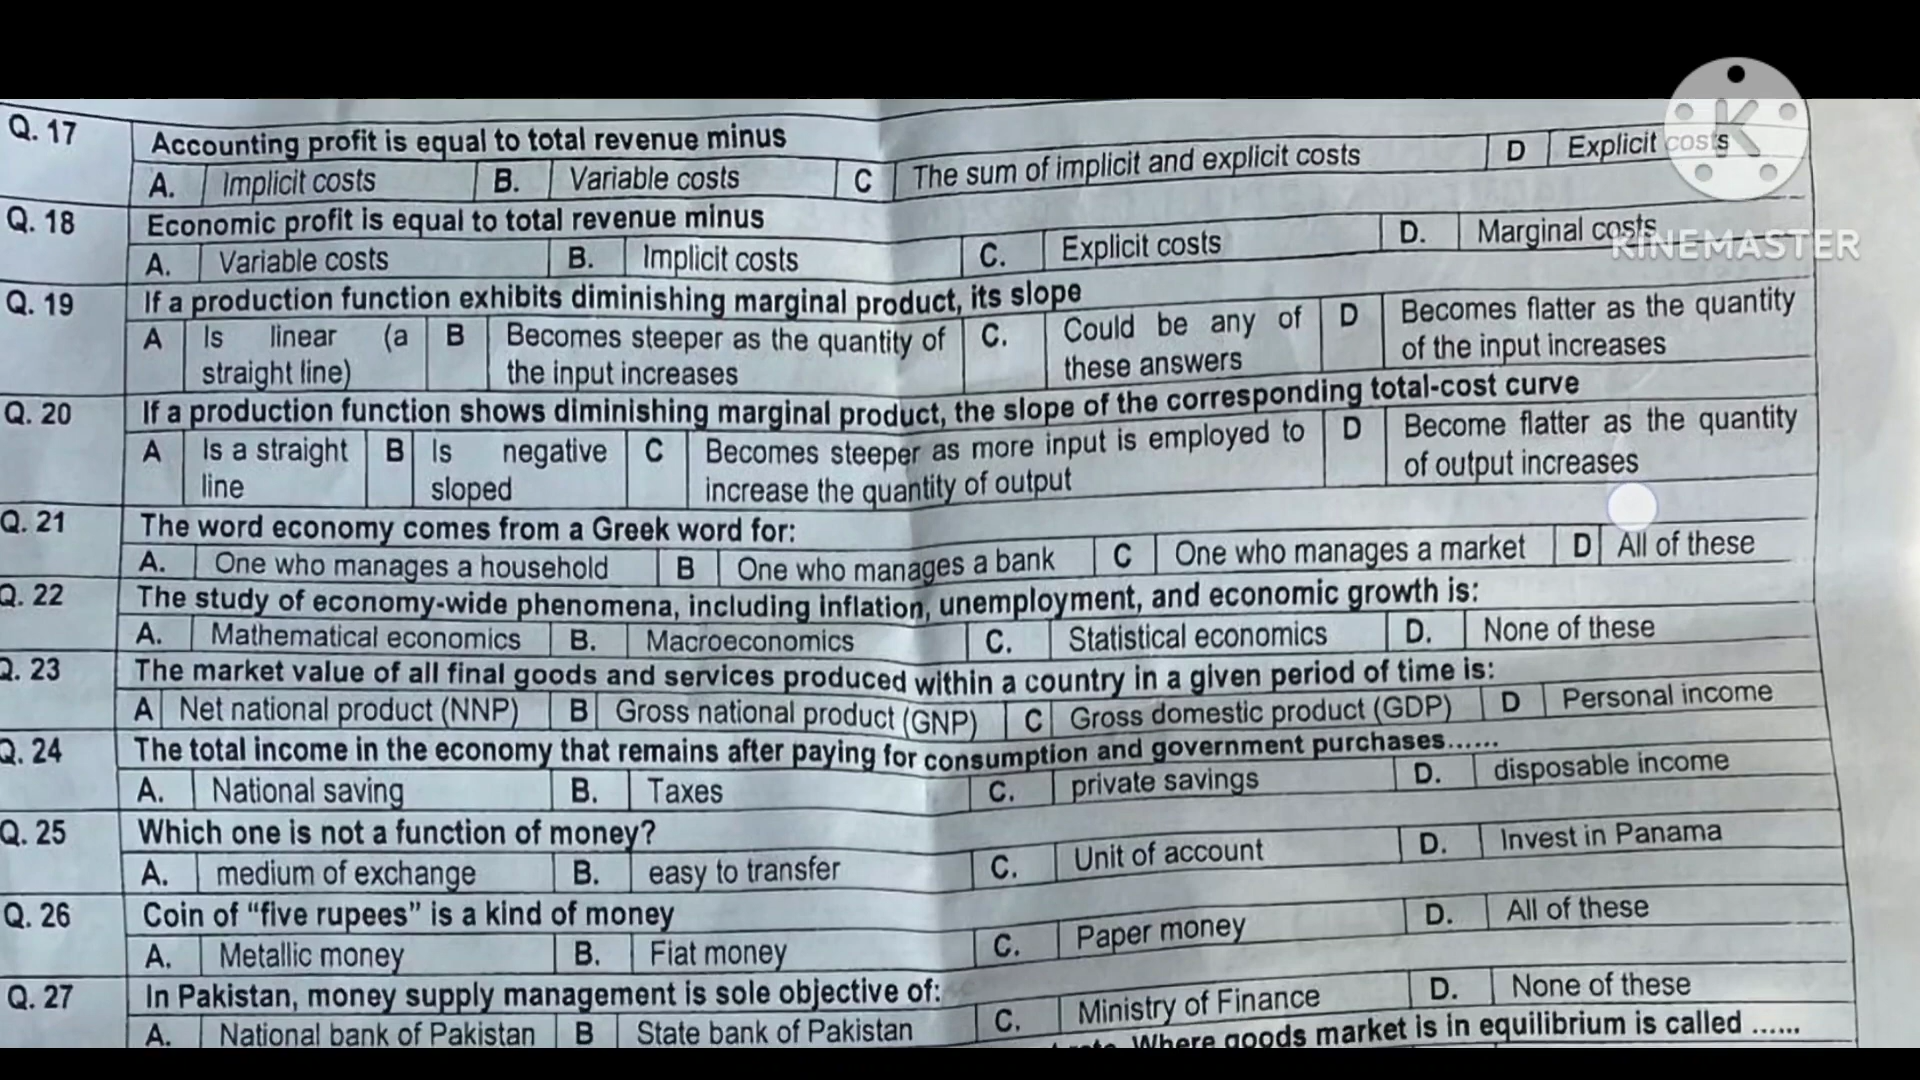 Q. 17 Accounting profit is equal to total revenue minus
A. Implicit costs B. Variable costs C The sum of implicit and explicit costs D Explicit costs
Q. 18 Economic profit is equal to total revenue minus
A. Variable costs B. Implicit costs C. Explicit costs D. Marginal costs
KINEMASTER
Q. 19 If a production function exhibits diminishing marginal product, its slope
A Is linear (a B Becomes steeper as the quantity of C. Could be any of D Becomes flatter as the quantity
straight line) the input increases these answers of the input increases
Q. 20 If a production function shows diminishing marginal product, the slope of the corresponding total-cost curve
A Is a straight B Is negative C Becomes steeper as more input is employed to D Become flatter as the quantity
line sloped increase the quantity of output of output increases
Q. 21 The word economy comes from a Greek word for:
A. One who manages a household B One who manages a bank C One who manages a market D All of these
Q. 22 The study of economy-wide phenomena, including inflation, unemployment, and economic growth is:
A. Mathematical economics B. Macroeconomics C. Statistical economics D. None of these
Q. 23 The market value of all final goods and services produced within a country in a given period of time is:
A Net national product (NNP) B Gross national product (GNP) C Gross domestic product (GDP) D Personal income
Q. 24 The total income in the economy that remains after paying for consumption and government purchases......
A. National saving B. Taxes C. private savings D. disposable income
Q. 25 Which one is not a function of money?
A. medium of exchange B. easy to transfer C. Unit of account D. Invest in Panama
Q. 26 Coin of “five rupees” is a kind of money
A. Metallic money B. Fiat money C. Paper money D. All of these
Q. 27 In Pakistan, money supply management is sole objective of:
A. National bank of Pakistan B State bank of Pakistan C. Ministry of Finance D. None of these
Where goods market is in equilibrium is called ......